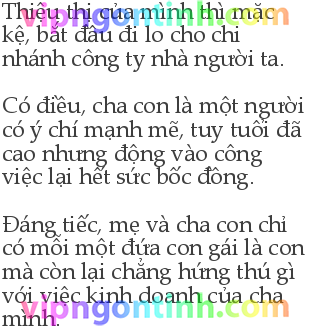 vipngontinh.com
Thiệu thị của mình thì mặc
kệ, bắt đầu đi lo cho chi
nhánh công ty nhà người ta.
Có điều, cha con là một người
có ý chí mạnh mẽ, tuy tuổi đã
cao nhưng động vào công
việc lại hết sức bốc đồng.
Đáng tiếc, mẹ và cha con chỉ
có mỗi một đứa con gái là con
mà còn lại chẳng hứng thú gì
với việc kinh doanh của cha
mình.
vipngontinh.com